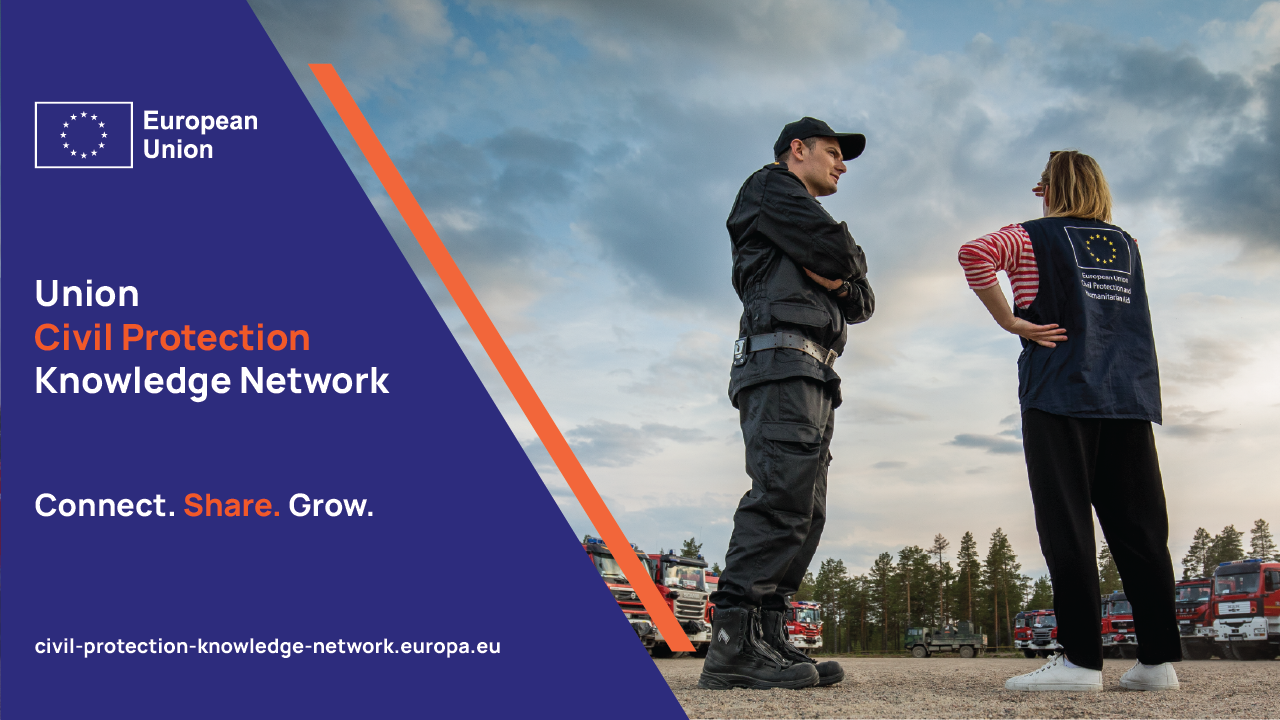 European
Union
Union
Civil Protection
Knowledge Network
Connect. Share. Grow.
civil-protection-knowledge-network.europa.eu
European Union
Civil Protection and
Humanitarian Aid